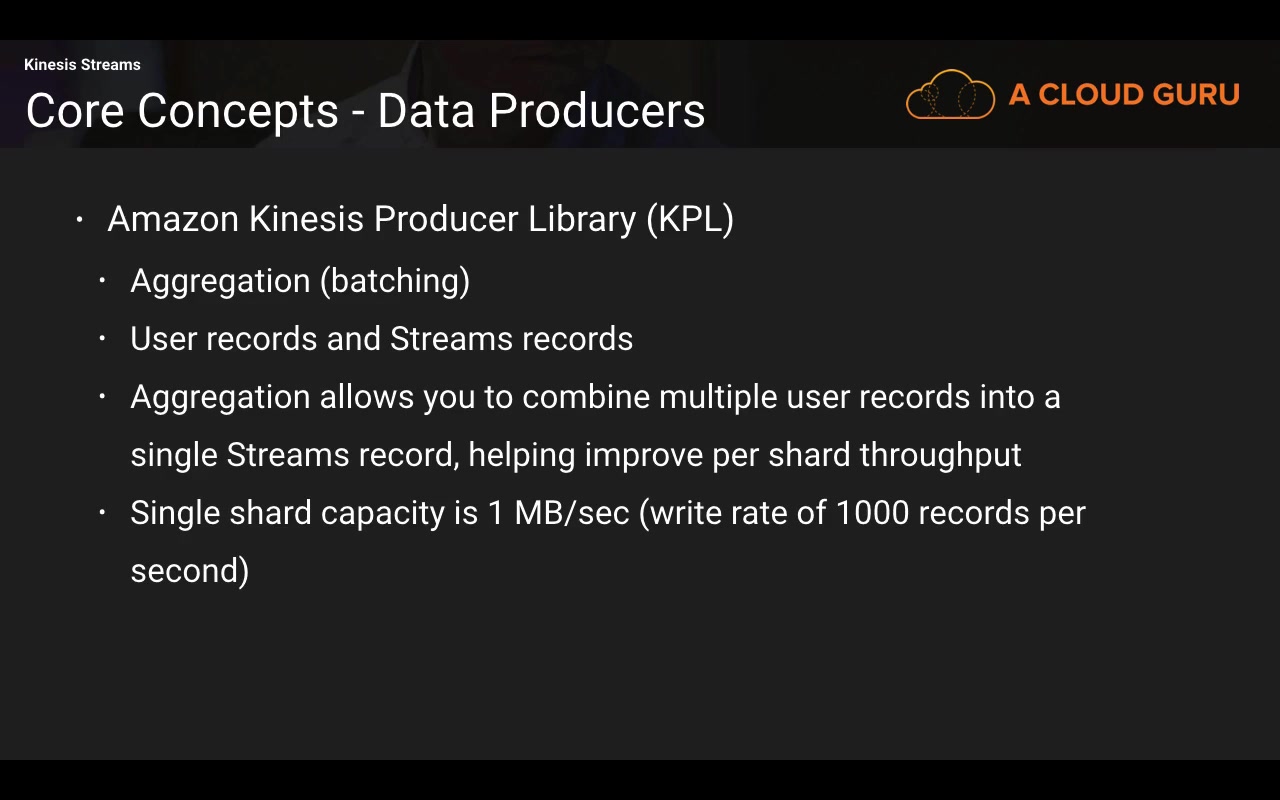 Kinesis Streams
Core Concepts - Data Producers
A CLOUD GURU
· Amazon Kinesis Producer Library (KPL)
· Aggregation (batching)
· User records and Streams records
· Aggregation allows you to combine multiple user records into a
single Streams record, helping improve per shard throughput
· Single shard capacity is 1 MB/sec (write rate of 1000 records per
second)